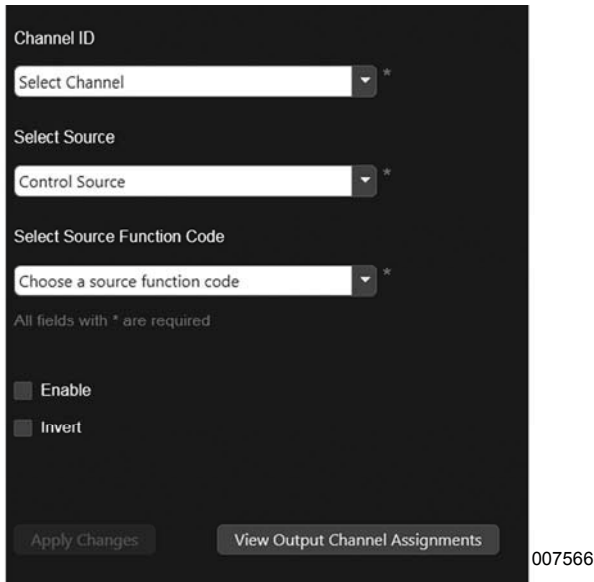 Channel ID
Select Channel *
Select Source
Control Source *
Select Source Function Code
Choose a source function code *
All fields with * are required
Enable
Invert
Apply Changes View Output Channel Assignments
007566